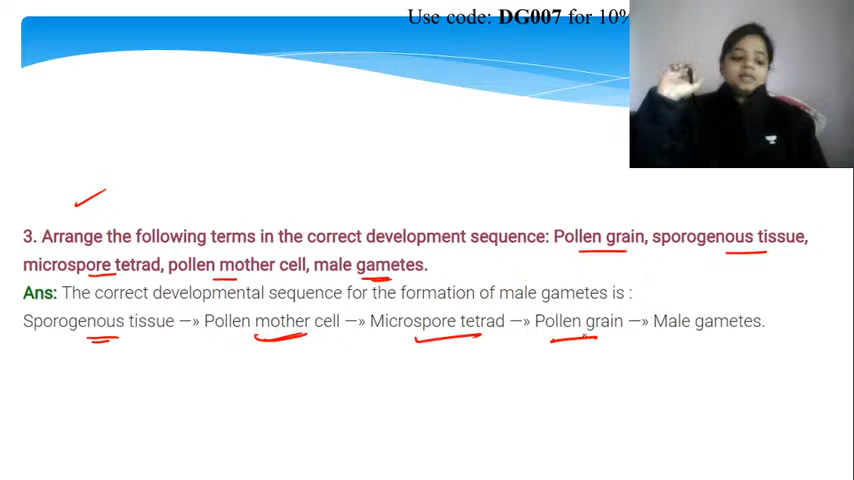 Use code: DG007 for 10%
3. Arrange the following terms in the correct development sequence: Pollen grain, sporogenous tissue,
microspore tetrad, pollen mother cell, male gametes.
Ans: The correct developmental sequence for the formation of male gametes is :
Sporogenous tissue —» Pollen mother cell —» Microspore tetrad —» Pollen grain —» Male gametes.